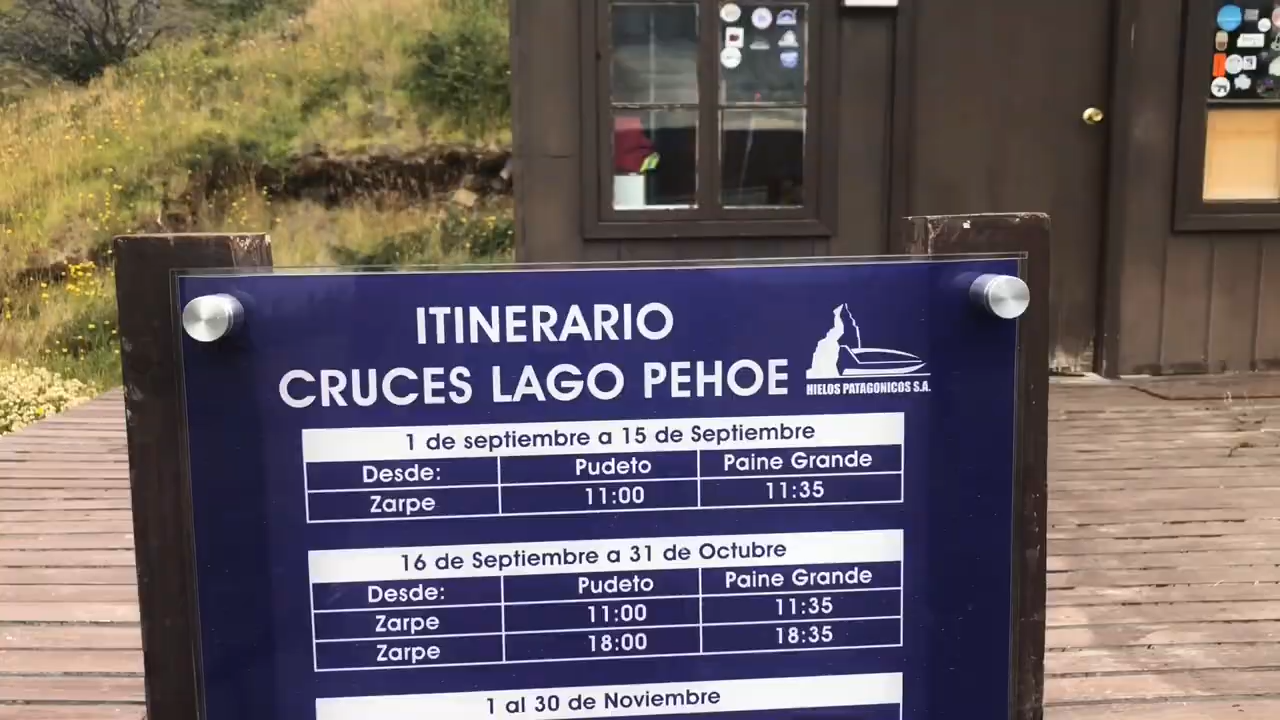 ITINERARIO
CRUCES LAGO PEHOE
HIELOS PATAGONICOS S.A.
1 de septiembre a 15 de Septiembre
Desde: Pudeto Paine Grande
Zarpe 11:00 11:35
16 de Septiembre a 31 de Octubre
Desde: Pudeto Paine Grande
Zarpe 11:00 11:35
Zarpe 18:00 18:35
1 al 30 de Noviembre